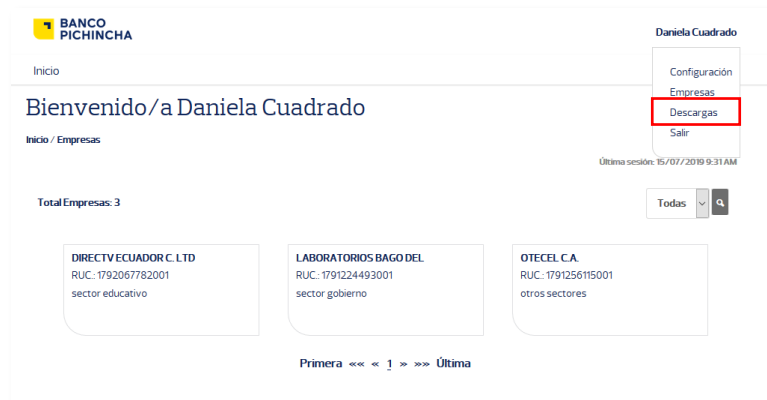 BANCO
PICHINCHA
Daniela Cuadrado
Inicio
Configuración
Empresas
Descargas
Salir
Bienvenido/a Daniela Cuadrado
Inicio / Empresas
Última sesión: 15/07/2019 9:31 AM
Total Empresas: 3
Todas
DIRECTV ECUADOR C. LTD
RUC.: 1792067782001
sector educativo
LABORATORIOS BAGO DEL
RUC.: 1791224493001
sector gobierno
OTECEL C.A.
RUC.: 1791256115001
otros sectores
Primera «« « 1 » »» Última